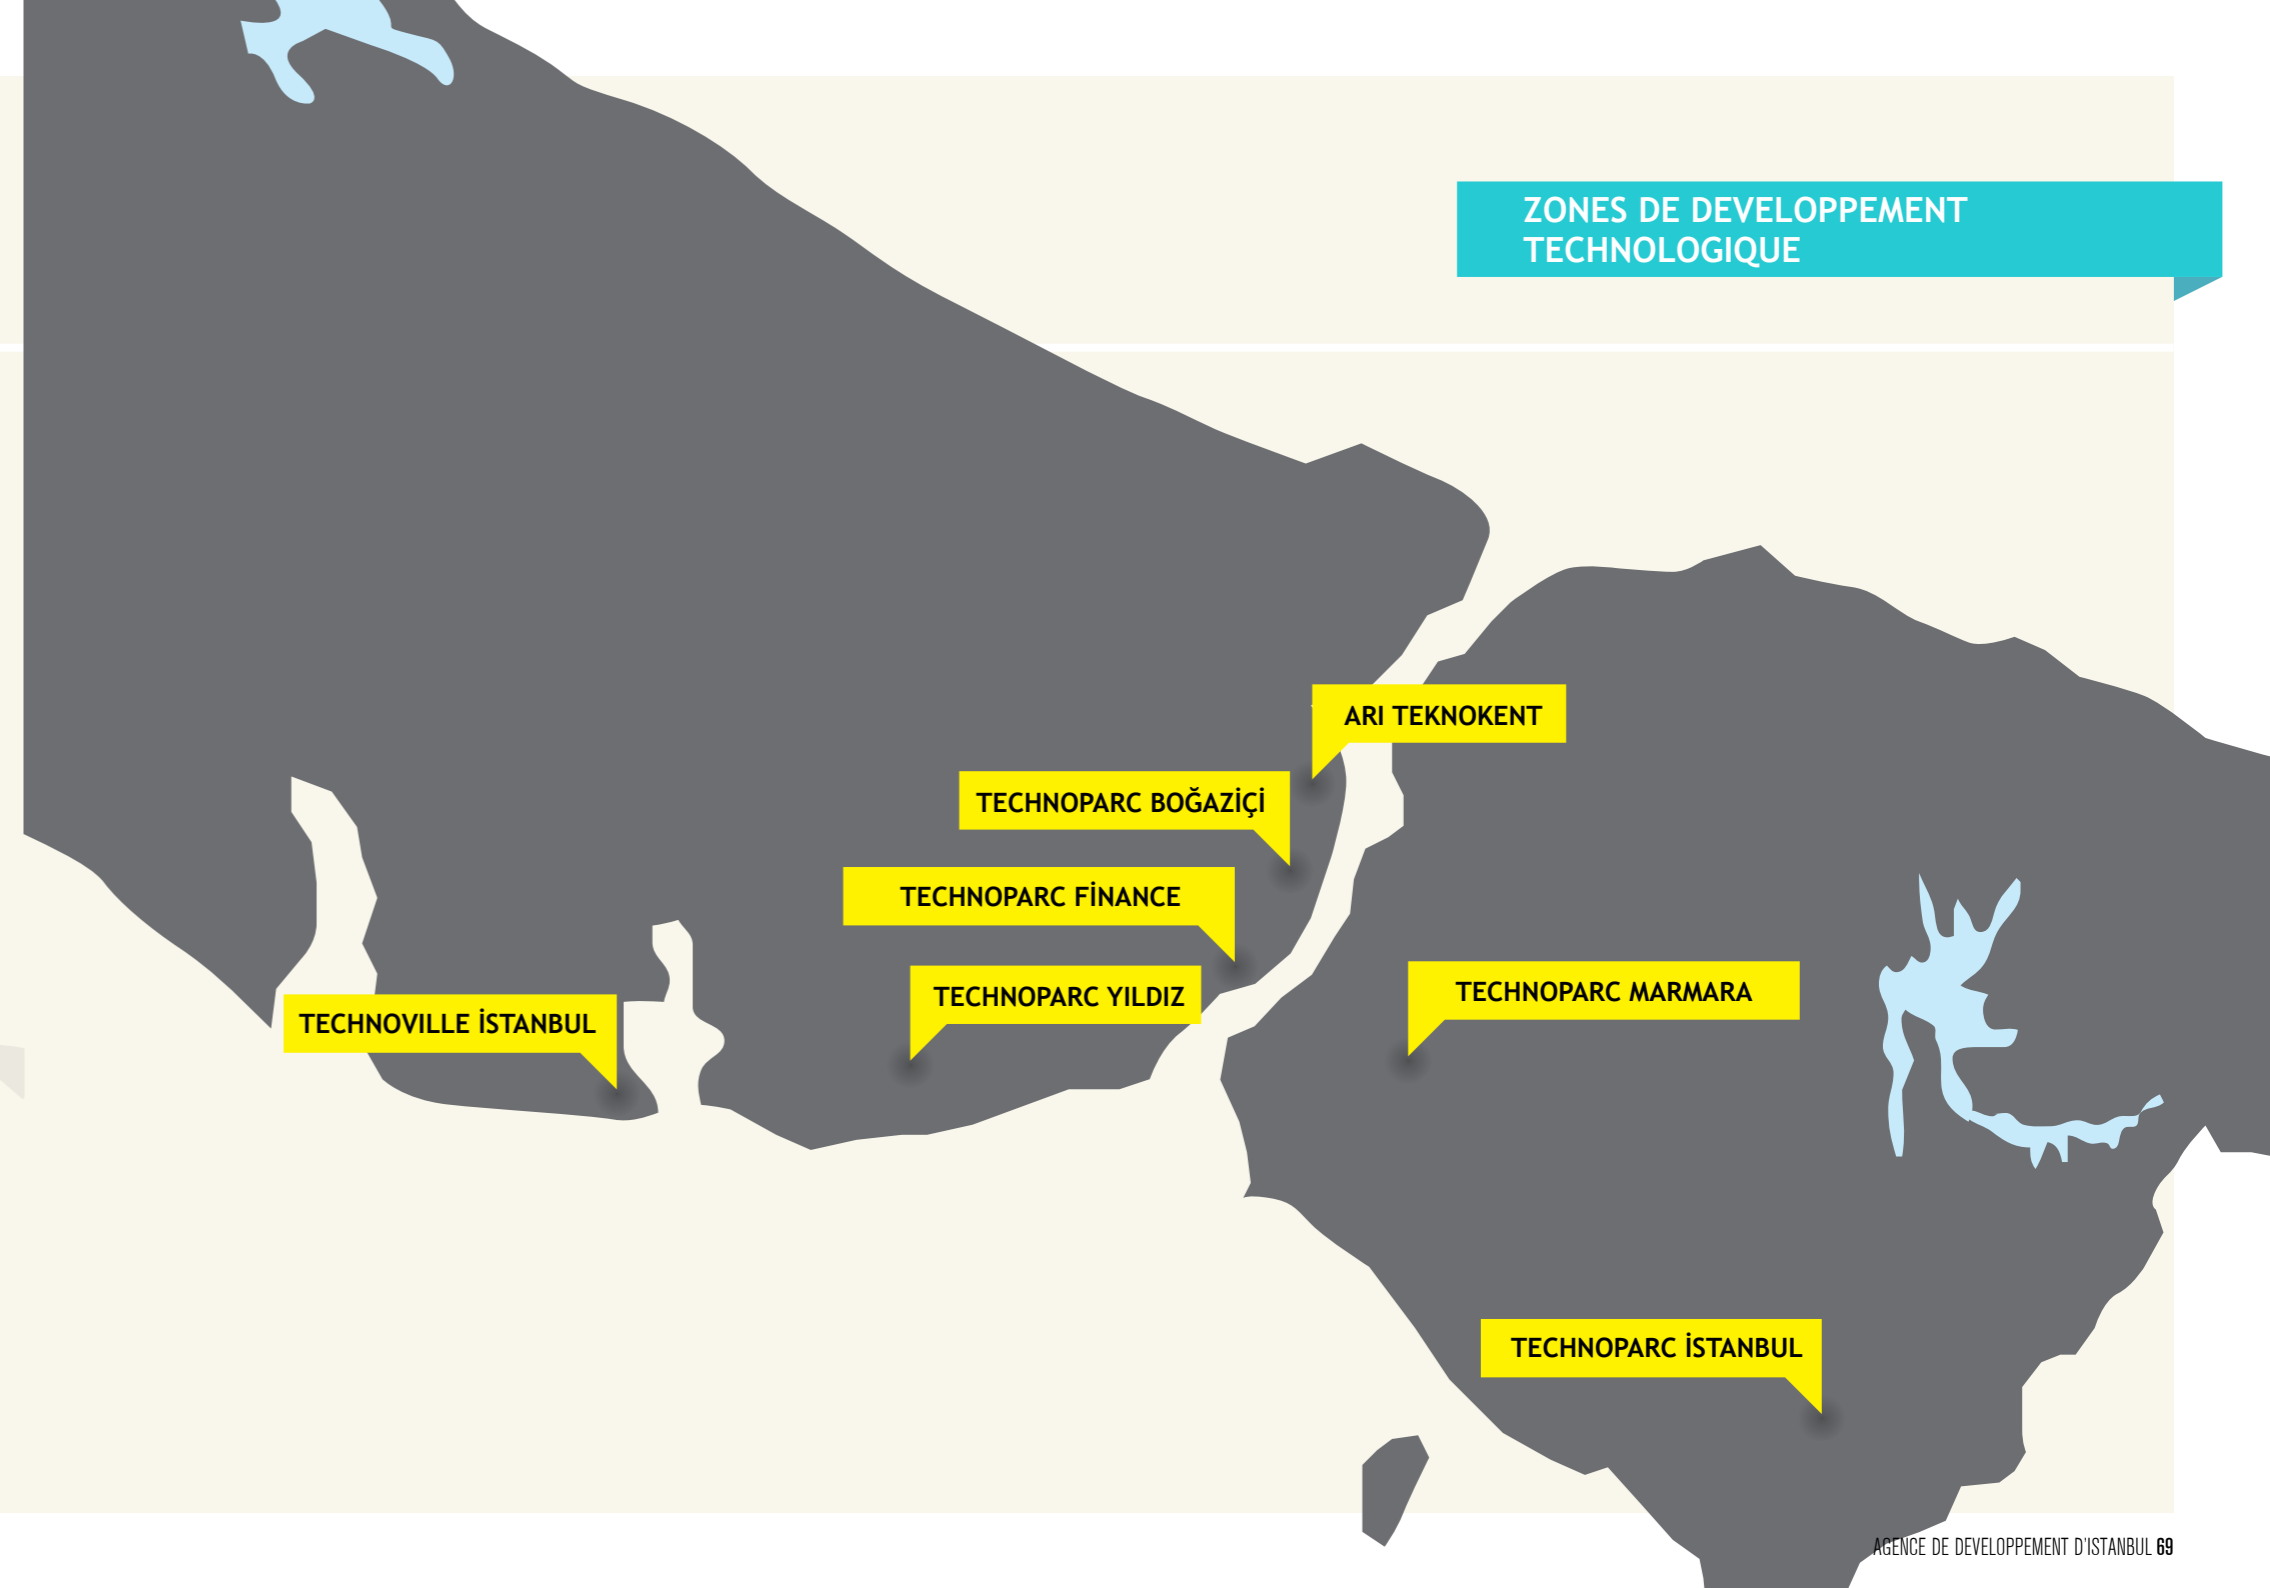 ZONES DE DEVELOPPEMENT
TECHNOLOGIQUE
ARI TEKNOKENT
TECHNOPARC BOĞAZİÇİ
TECHNOPARC FİNANCE
TECHNOPARC YILDIZ
TECHNOPARC MARMARA
TECHNOVILLE İSTANBUL
TECHNOPARC İSTANBUL
AGENCE DE DEVELOPPEMENT D'ISTANBUL 69